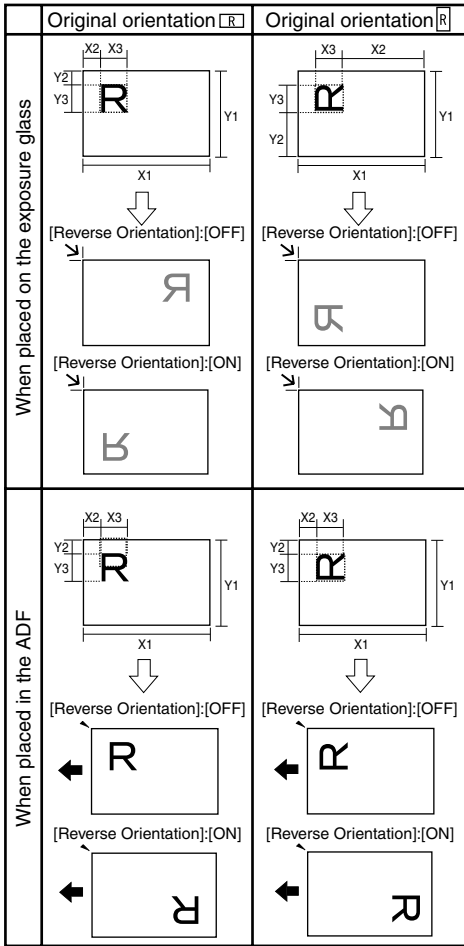 Original orientation R
Original orientation R
When placed on the exposure glass
X2 X3
Y2
Y3
R
Y1
X1
X3 X2
Y3
Y2
R
Y1
X1
[Reverse Orientation]:[OFF]
R
[Reverse Orientation]:[OFF]
R
[Reverse Orientation]:[ON]
R
[Reverse Orientation]:[ON]
R
When placed in the ADF
X2 X3
Y2
Y3
R
Y1
X1
X2 X3
Y2
Y3
R
Y1
X1
[Reverse Orientation]:[OFF]
R
[Reverse Orientation]:[OFF]
R
[Reverse Orientation]:[ON]
R
[Reverse Orientation]:[ON]
R